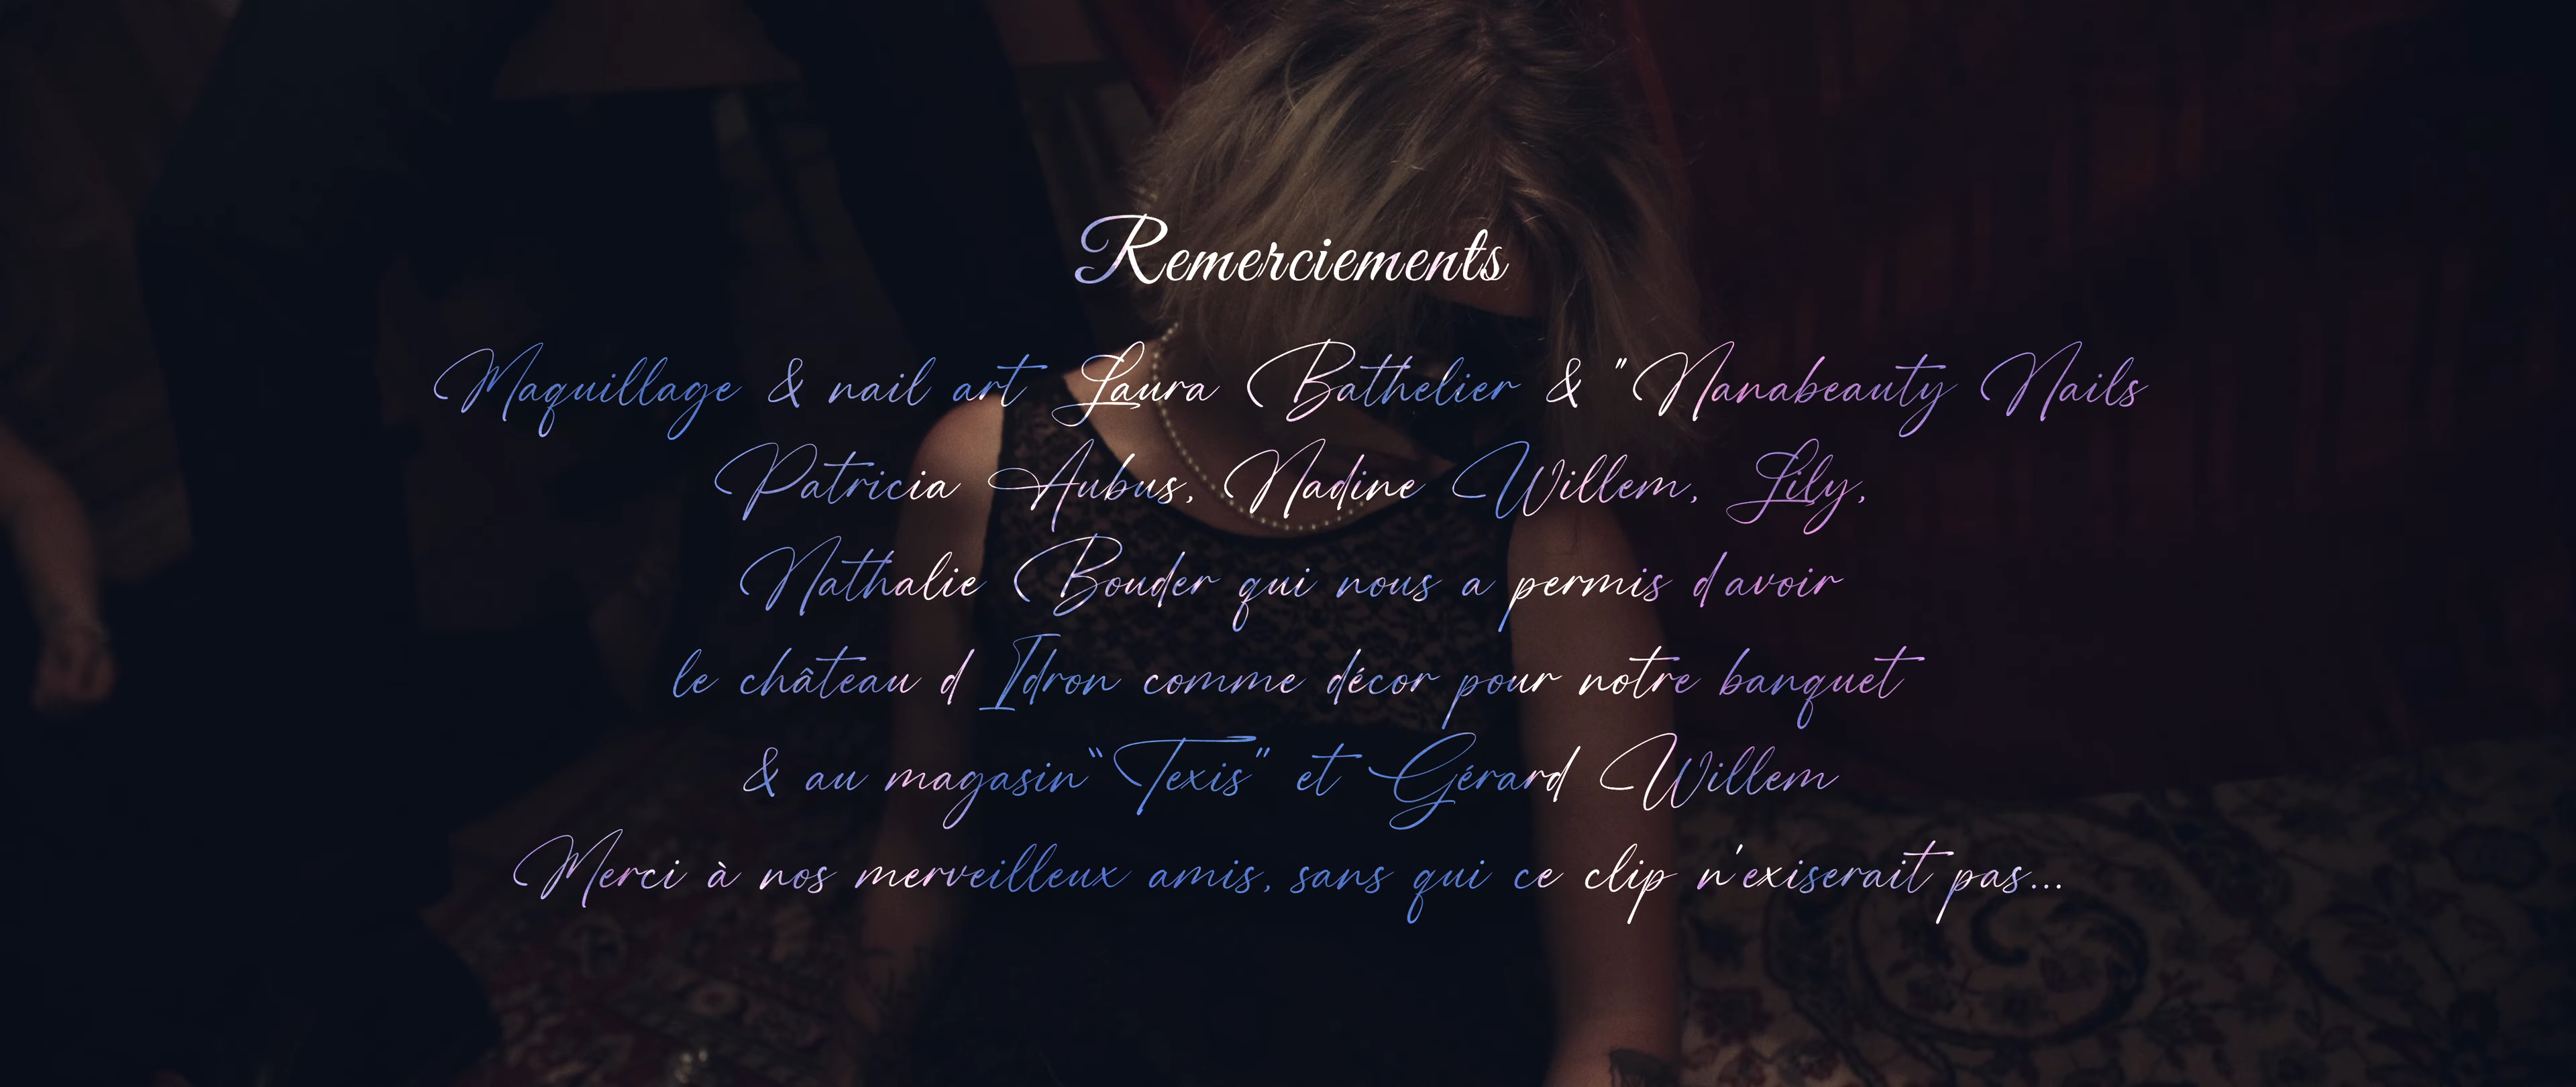 Remerciements
Maquillage & nail art Laura Bathelier & "Nanabeauty Nails
Patricia Aubus, Nadine Willem, Lily,
Nathalie Bouder qui nous a permis d avoir
le château d Idron comme décor pour notre banquet
& au magasin "Texis" et Gérard Willem
Merci à nos merveilleux amis, sans qui ce clip n'exiserait pas...